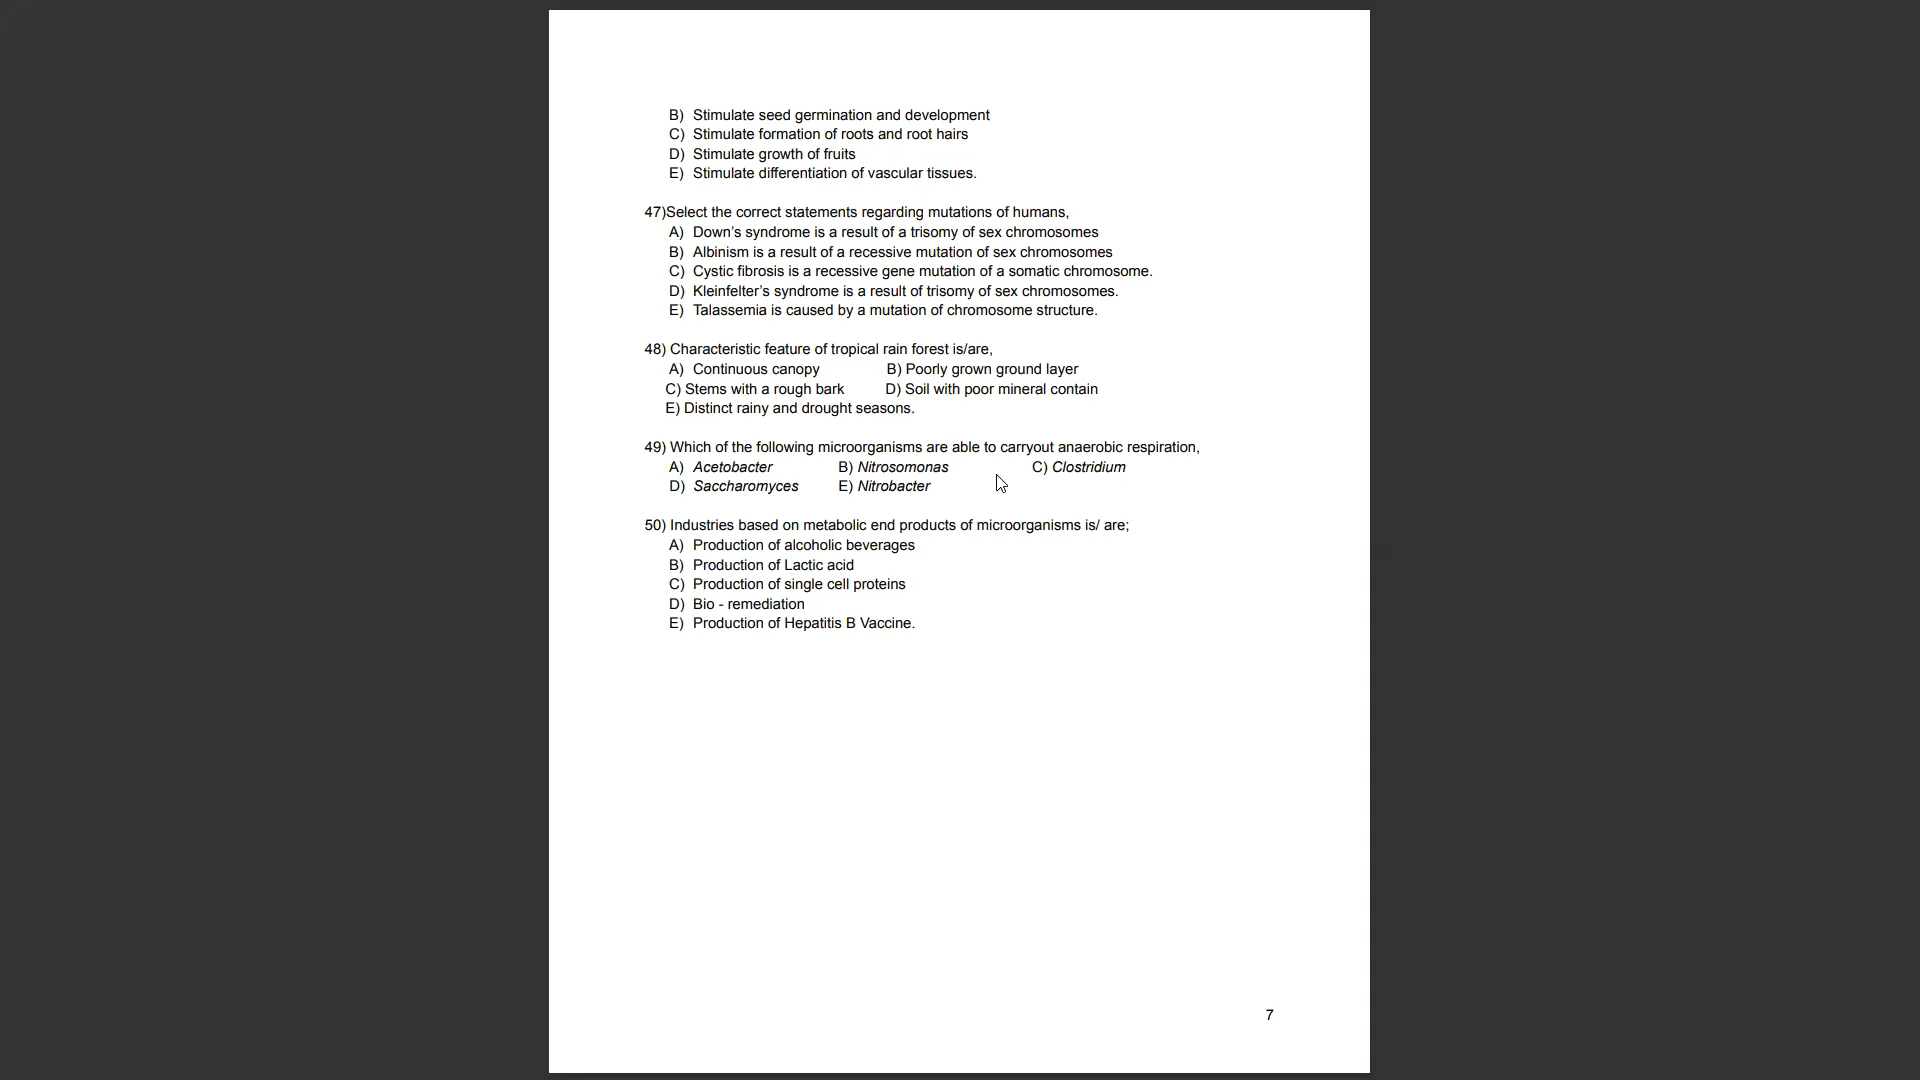 B) Stimulate seed germination and development
C) Stimulate formation of roots and root hairs
D) Stimulate growth of fruits
E) Stimulate differentiation of vascular tissues.
47)Select the correct statements regarding mutations of humans,
A) Down’s syndrome is a result of a trisomy of sex chromosomes
B) Albinism is a result of a recessive mutation of sex chromosomes
C) Cystic fibrosis is a recessive gene mutation of a somatic chromosome.
D) Kleinfelter’s syndrome is a result of trisomy of sex chromosomes.
E) Talassemia is caused by a mutation of chromosome structure.
48) Characteristic feature of tropical rain forest is/are,
A) Continuous canopy B) Poorly grown ground layer
C) Stems with a rough bark D) Soil with poor mineral contain
E) Distinct rainy and drought seasons.
49) Which of the following microorganisms are able to carryout anaerobic respiration,
A) Acetobacter B) Nitrosomonas C) Clostridium
D) Saccharomyces E) Nitrobacter
50) Industries based on metabolic end products of microorganisms is/ are;
A) Production of alcoholic beverages
B) Production of Lactic acid
C) Production of single cell proteins
D) Bio - remediation
E) Production of Hepatitis B Vaccine.
7